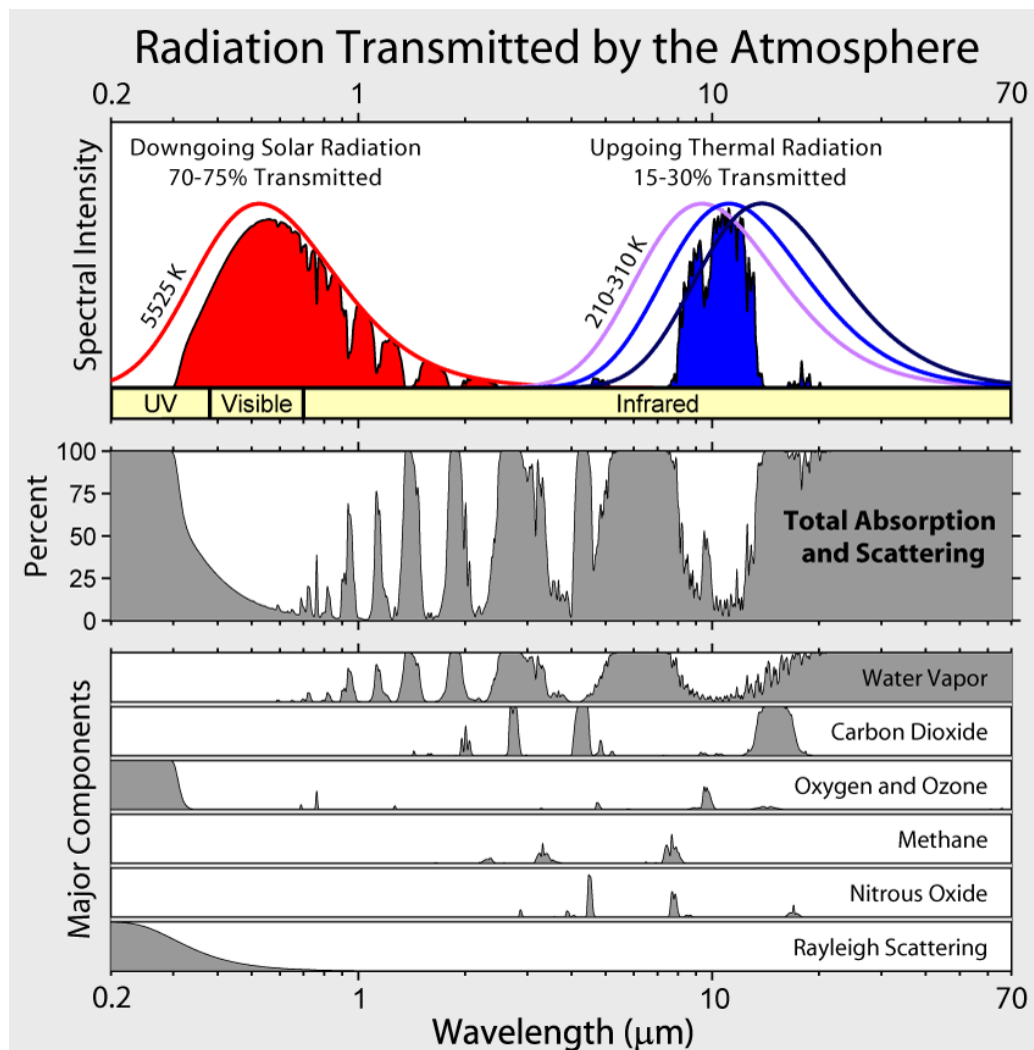 Radiation Transmitted by the Atmosphere
0.2 1 10 70
Downgoing Solar Radiation
70-75% Transmitted
Upgoing Thermal Radiation
15-30% Transmitted
Spectral Intensity
5525 K
210-310 K
UV Visible Infrared
Percent
100
75
50
25
0
Total Absorption
and Scattering
Major Components
Water Vapor
Carbon Dioxide
Oxygen and Ozone
Methane
Nitrous Oxide
Rayleigh Scattering
0.2 1 10 70
Wavelength (μm)